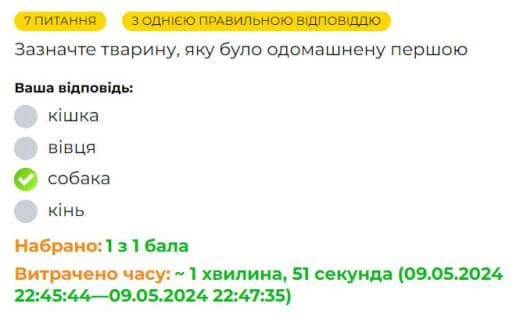 7 ПИТАННЯ
З ОДНІЄЮ ПРАВИЛЬНОЮ ВІДПОВІДДЮ
Зазначте тварину, яку було одомашнену першою
Ваша відповідь:
кішка
вівця
собака
кінь
Набрано: 1 з 1 бала
Витрачено часу: ~ 1 хвилина, 51 секунда (09.05.2024
22:45:44—09.05.2024 22:47:35)